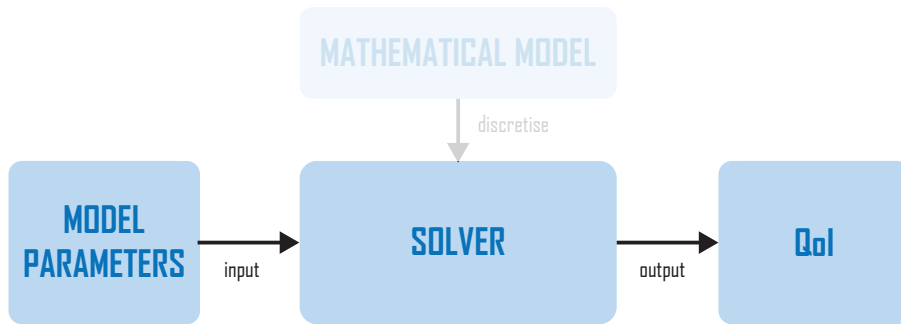 MATHEMATICAL MODEL
discretise
MODEL
PARAMETERS
input
SOLVER
output
QoI